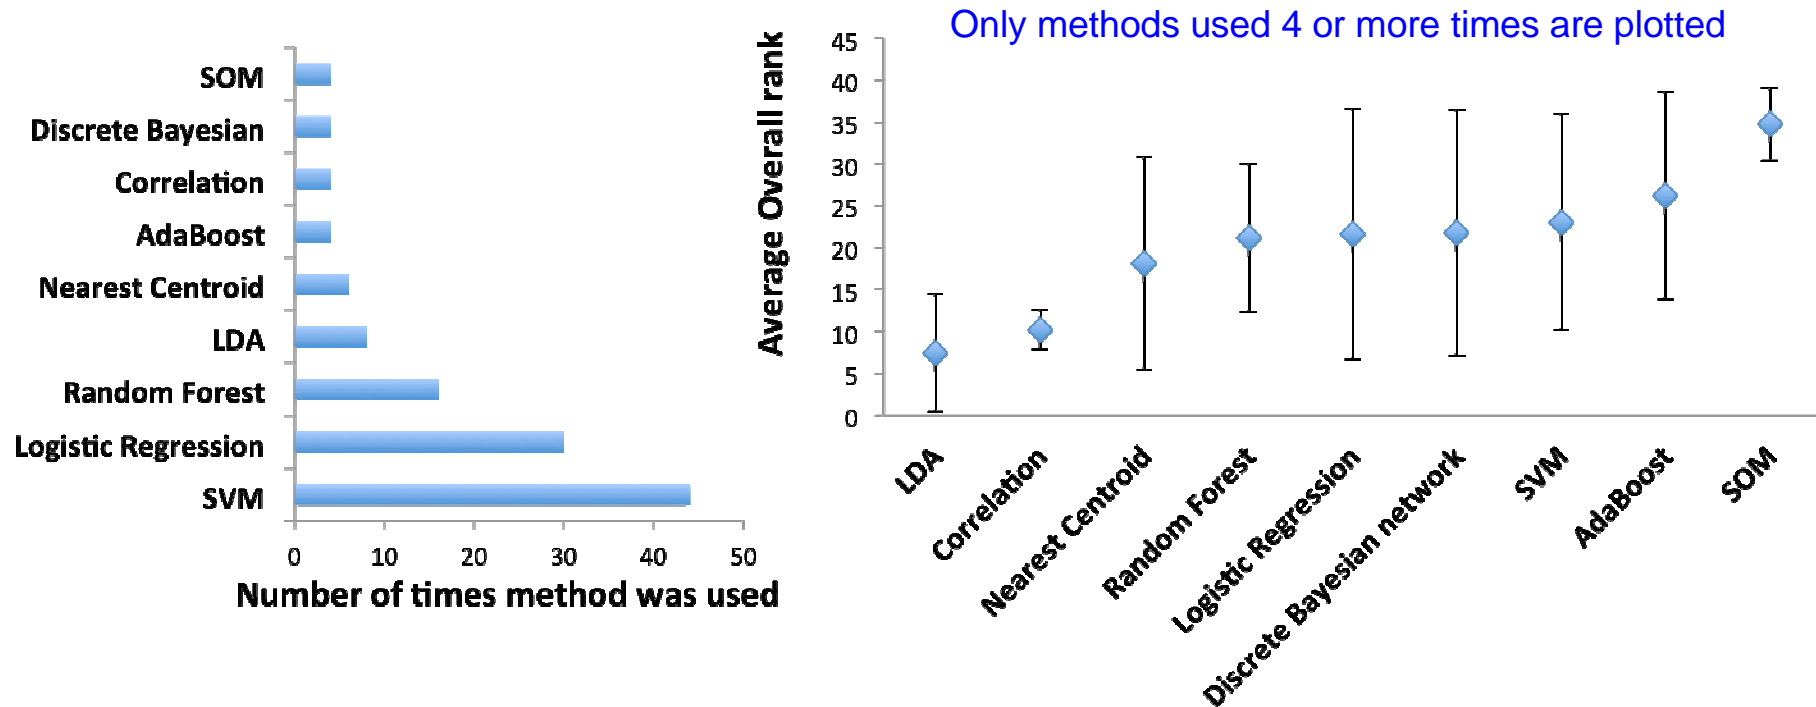 SOM
Discrete Bayesian
Correlation
AdaBoost
Nearest Centroid
LDA
Random Forest
Logistic Regression
SVM
0 10 20 30 40 50
Number of times method was used
Only methods used 4 or more times are plotted
Average Overall rank
45
40
35
30
25
20
15
10
5
0
LDA
Correlation
Nearest Centroid
Random Forest
Logistic Regression
Discrete Bayesian network
SVM
AdaBoost
SOM